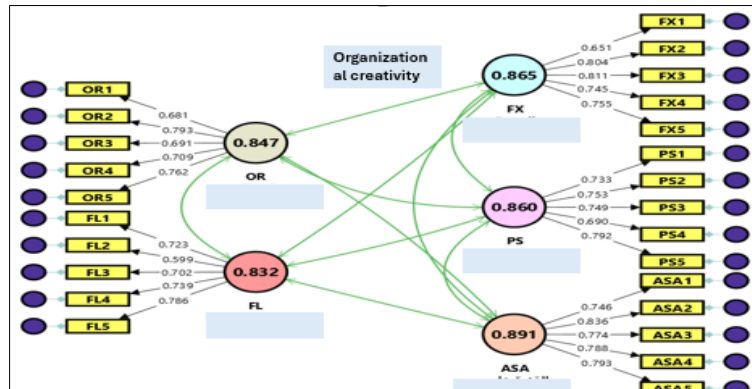 Organization
al creativity
OR1
OR2
OR3
OR4
OR5
0.681
0.793
0.691
0.709
0.762
0.847
OR
FL1
FL2
FL3
FL4
FL5
0.723
0.599
0.702
0.739
0.786
0.832
FL
0.865
FX
0.651
0.804
0.811
0.745
0.755
FX1
FX2
FX3
FX4
FX5
0.860
PS
0.733
0.753
0.749
0.690
0.792
PS1
PS2
PS3
PS4
PS5
0.891
ASA
0.746
0.836
0.774
0.788
0.793
ASA1
ASA2
ASA3
ASA4
ASA5